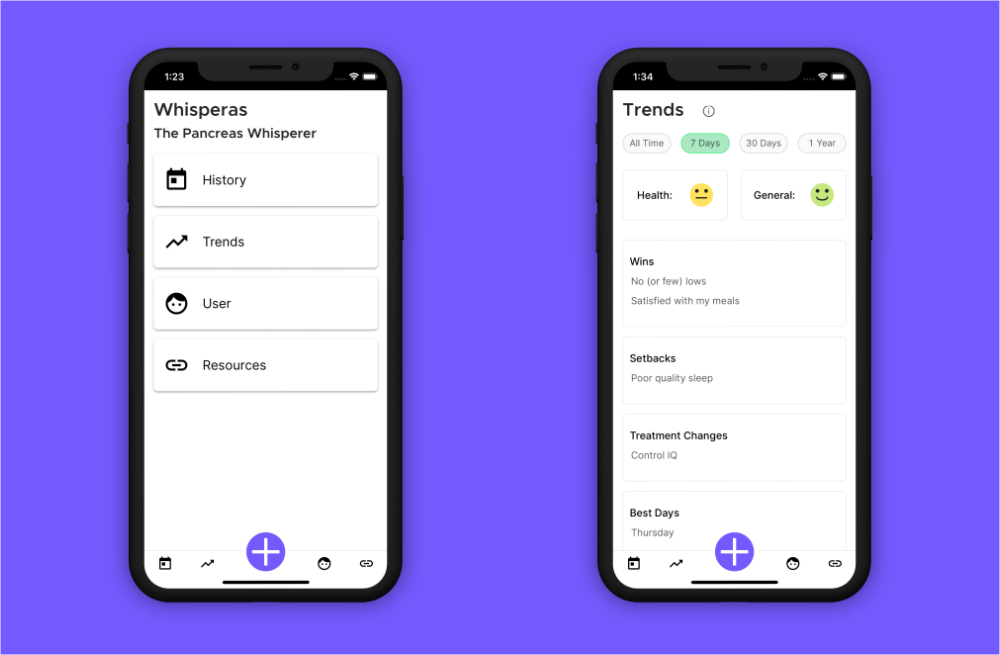 1:23
Whisperas
The Pancreas Whisperer
History
Trends
User
Resources
1:34
Trends
All Time 7 Days 30 Days 1 Year
Health: General:
Wins
No (or few) lows
Satisfied with my meals
Setbacks
Poor quality sleep
Treatment Changes
Control IQ
Best Days
Thursday